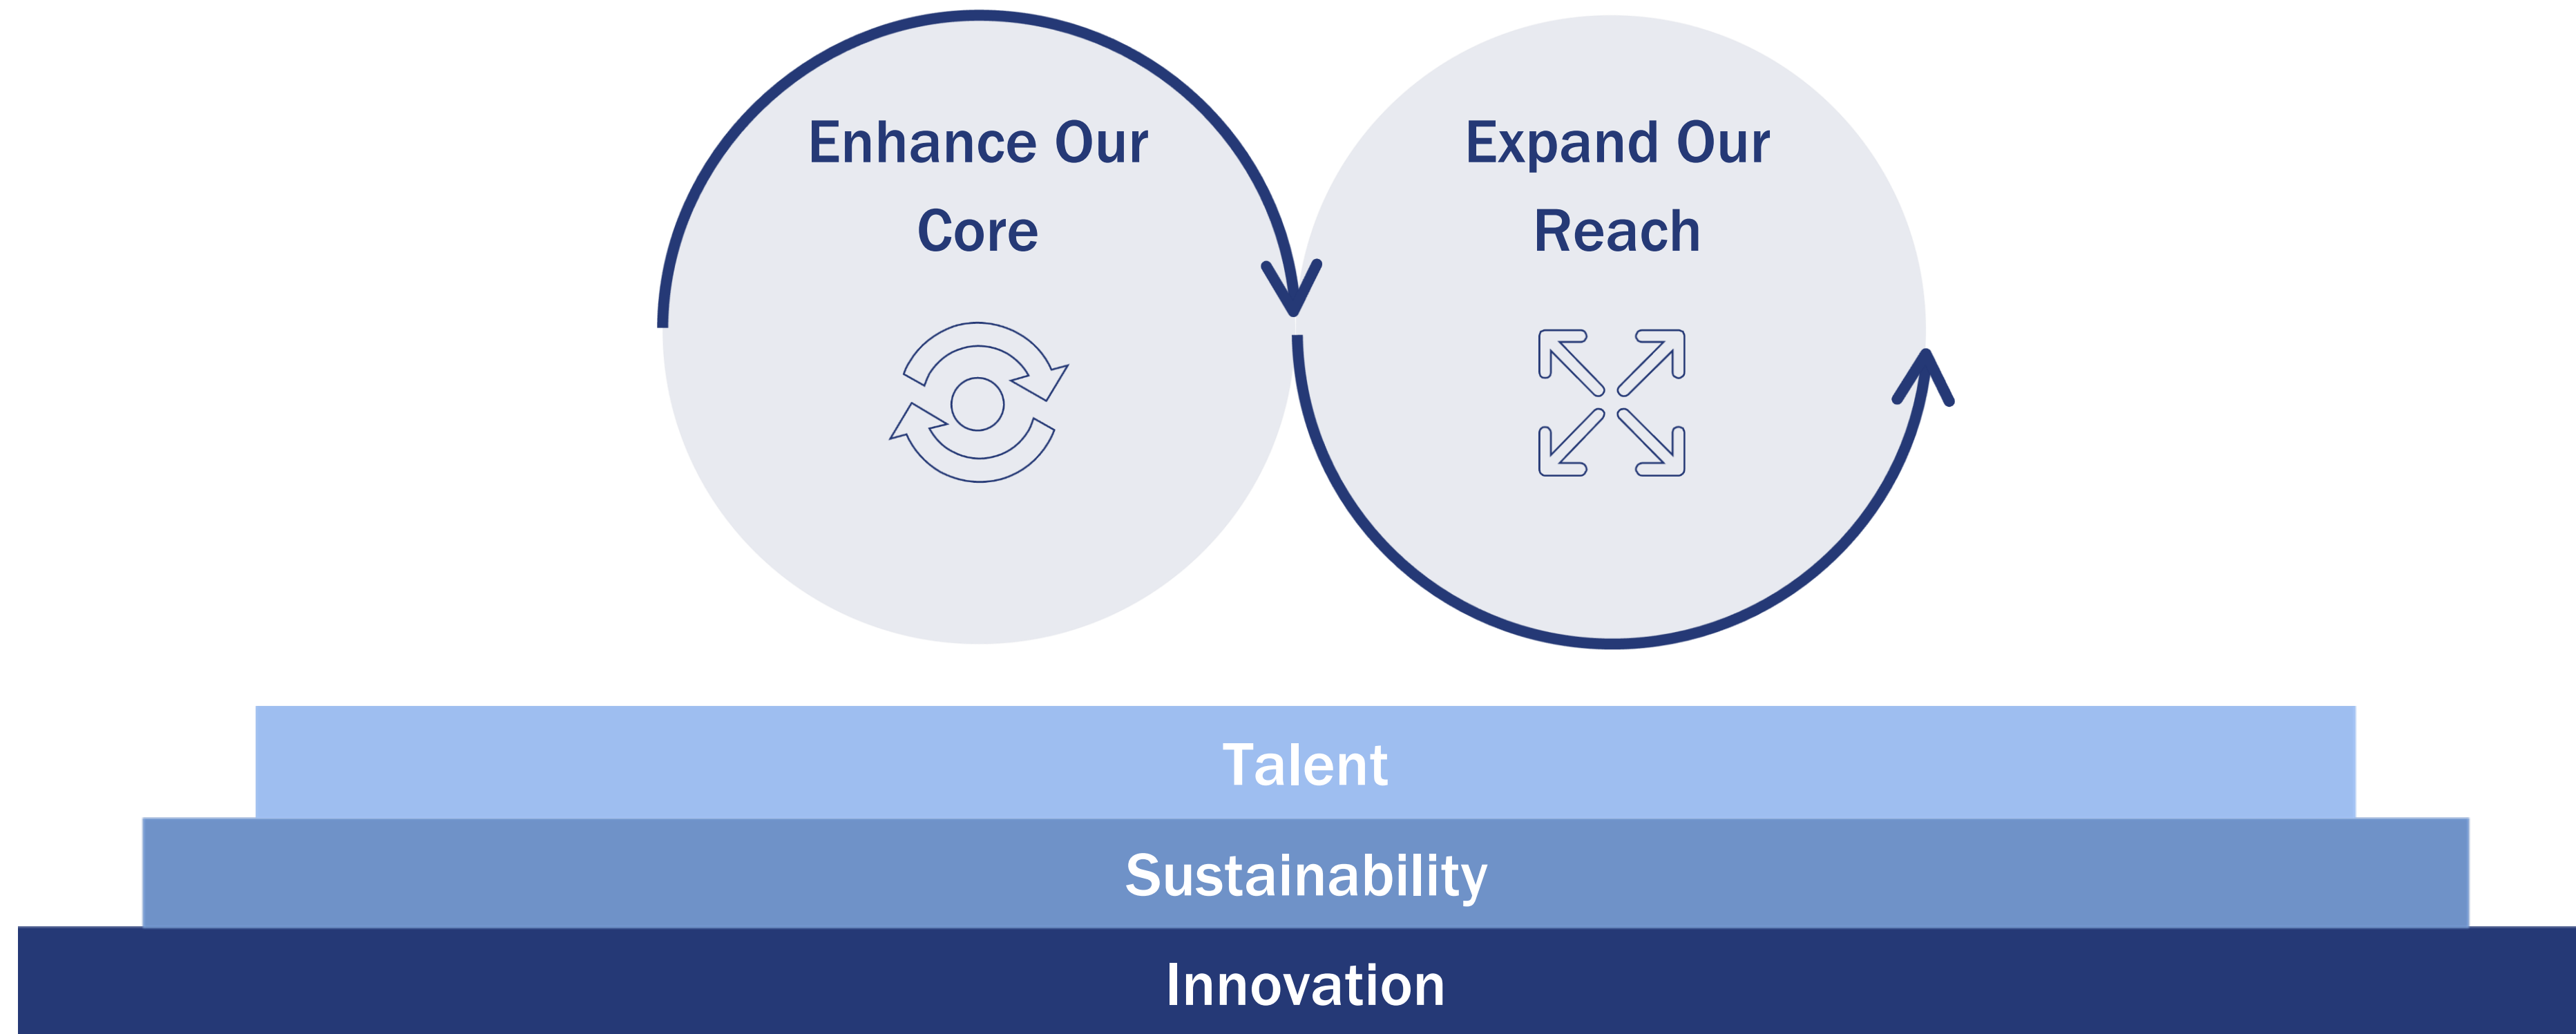 Enhance Our
Core
Expand Our
Reach
Talent
Sustainability
Innovation